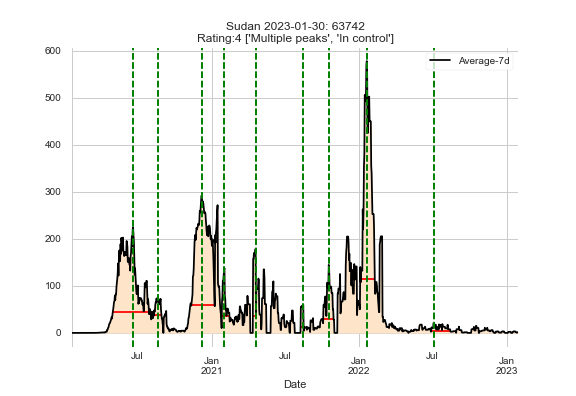 Sudan 2023-01-30: 63742
Rating:4 ['Multiple peaks', 'In control']
Average-7d
600
500
400
300
200
100
0
Jul
Jan
2021
Jul
Jan
2022
Jul
Jan
2023
Date